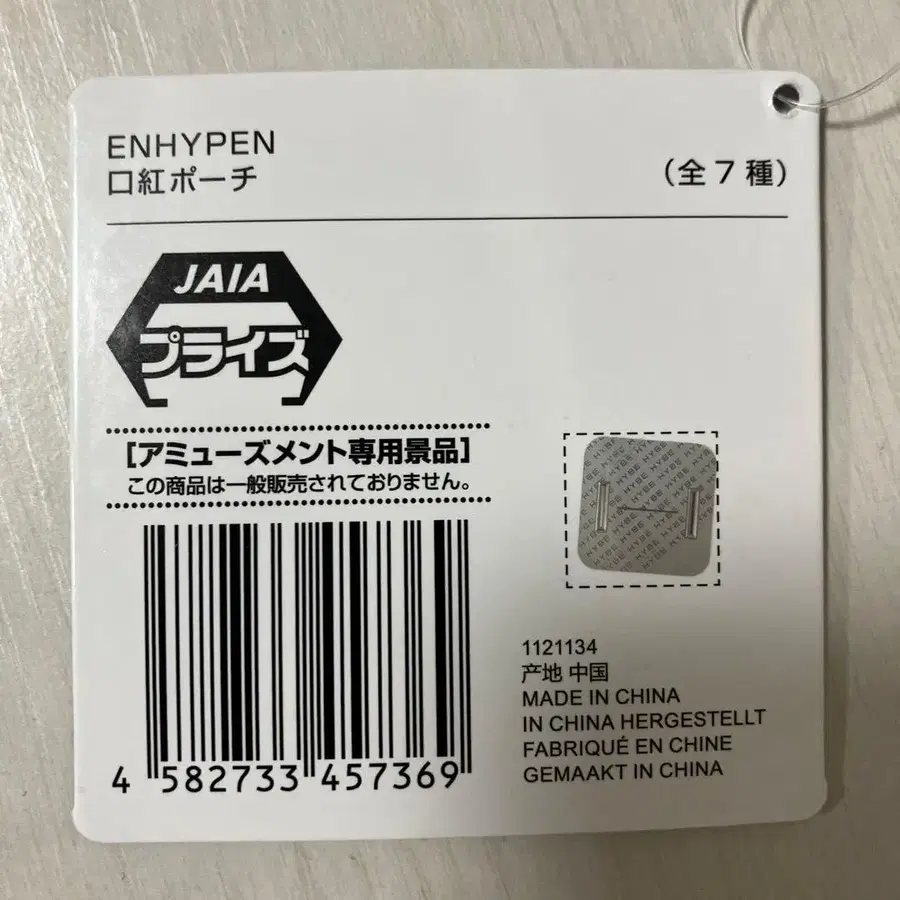 ENHYPEN
口紅ポーチ
（全7種）
JAIA
プライズ
[アミューズメント専用景品]
この商品は一般販売されておりません。
4 582733 457369
HYBE HYBE HYBE
1121134
产地 中国
MADE IN CHINA
IN CHINA HERGESTELLT
FABRIQUÉ EN CHINE
GEMAAKT IN CHINA